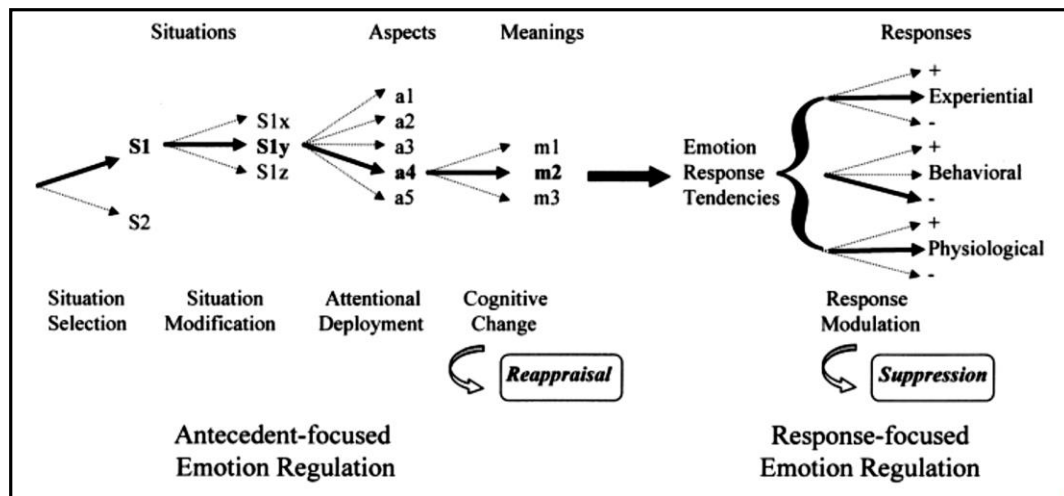 Situations Aspects Meanings Responses
+
a1
Experiential
S1x a2 -
S1 S1y a3 m1 Emotion +
S1z a4 m2 Response Behavioral
a5 m3 Tendencies -
S2 +
Physiological
-
Situation Situation Attentional Cognitive Response
Selection Modification Deployment Change Modulation
Reappraisal Suppression
Antecedent-focused Response-focused
Emotion Regulation Emotion Regulation